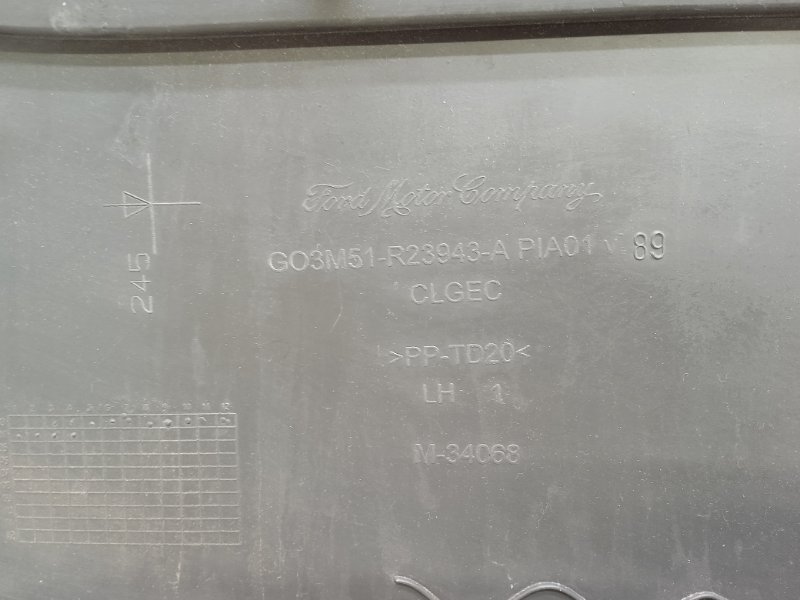 Ford Motor Company
GO3M51-R23943-A PIA01 v 89
CLGEC
>PP-TD20<
LH 1
M-34068
245